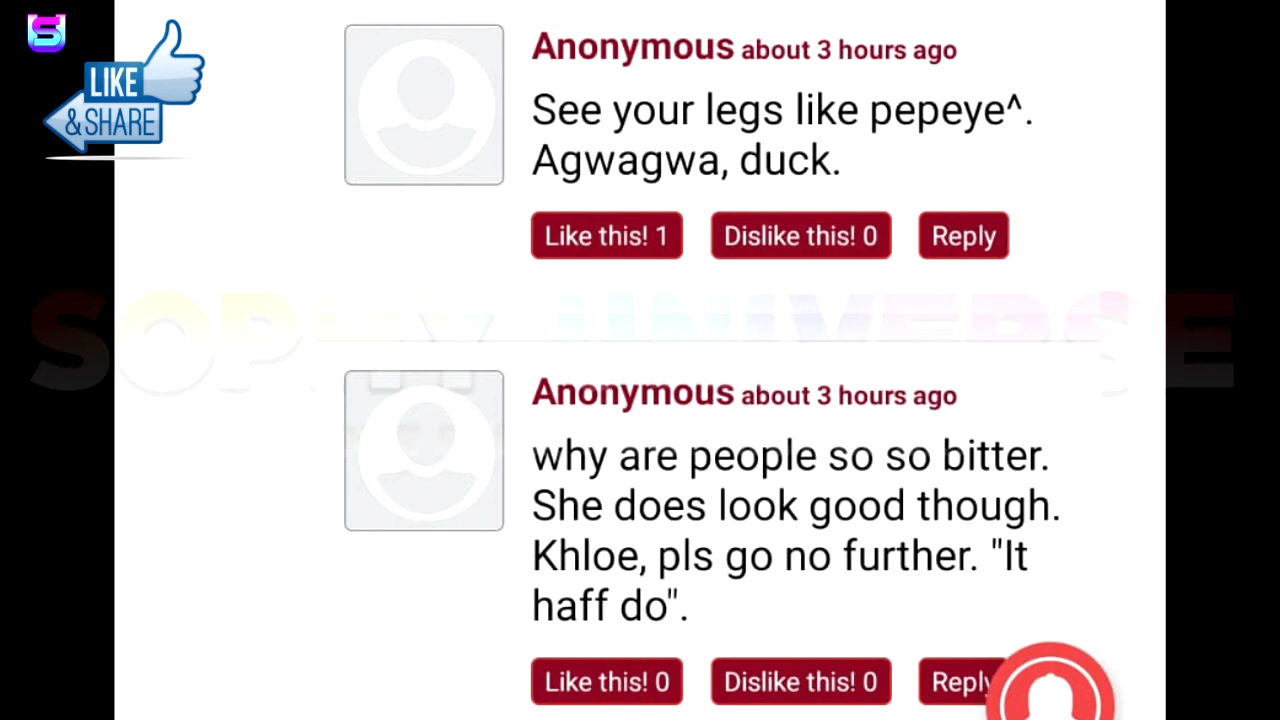 S
LIKE
& SHARE
Anonymous about 3 hours ago
See your legs like pepeye^.
Agwagwa, duck.
Like this! 1 Dislike this! 0 Reply
SOPHY UNIVERSE
Anonymous about 3 hours ago
why are people so so bitter.
She does look good though.
Khloe, pls go no further. "It
haff do".
Like this! 0 Dislike this! 0 Reply